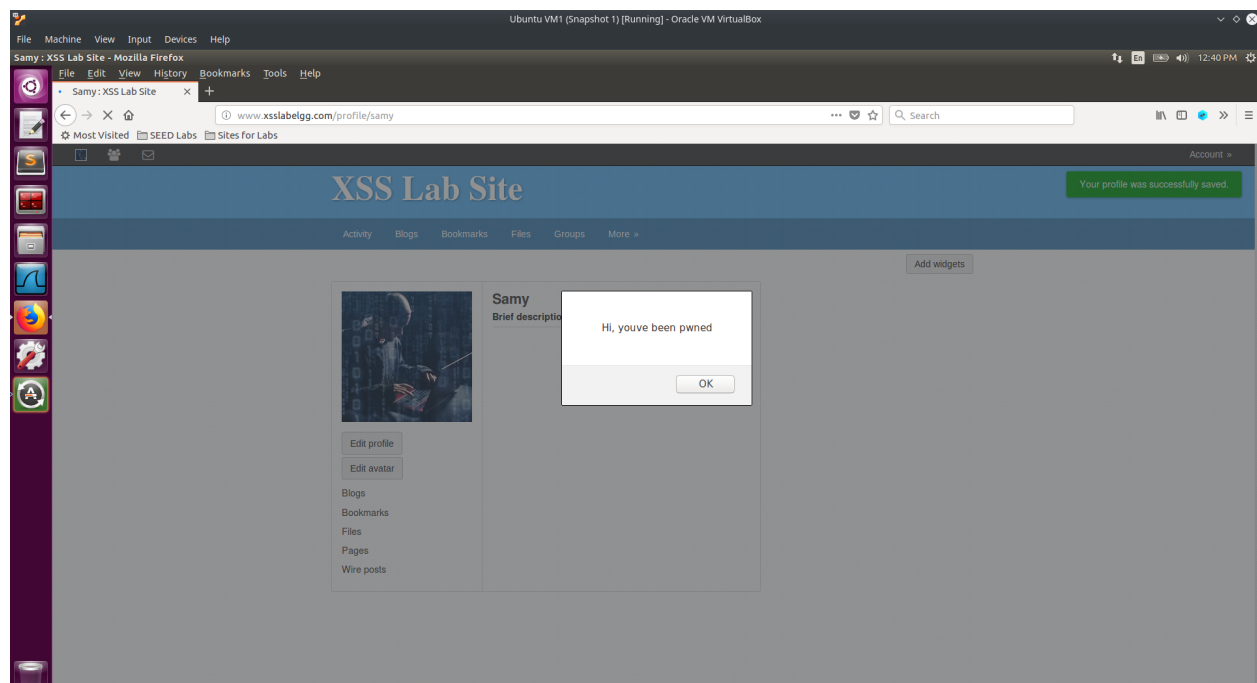 Ubuntu VM1 (Snapshot 1) [Running] - Oracle VM VirtualBox
File Machine View Input Devices Help
Samy : XSS Lab Site - Mozilla Firefox
En 12:40 PM
File Edit View History Bookmarks Tools Help
Samy : XSS Lab Site
www.xsslabelgg.com/profile/samy
Search
Most Visited SEED Labs Sites for Labs
Account »
XSS Lab Site
Your profile was successfully saved.
Activity Blogs Bookmarks Files Groups More »
Add widgets
Samy
Brief descriptio
Hi, youve been pwned
OK
Edit profile
Edit avatar
Blogs
Bookmarks
Files
Pages
Wire posts